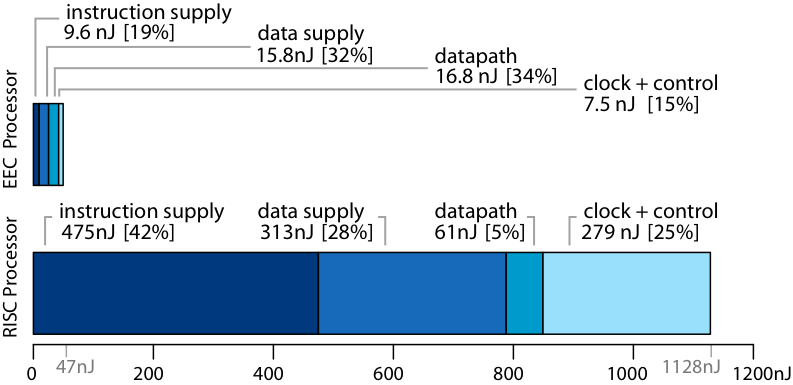 instruction supply
9.6 nJ [19%]
data supply
15.8nJ [32%]
datapath
16.8 nJ [34%]
clock + control
7.5 nJ [15%]
EEC Processor
instruction supply
475nJ [42%]
data supply
313nJ [28%]
datapath
61nJ [5%]
clock + control
279 nJ [25%]
RISC Processor
47nJ
1128nJ
0 200 400 600 800 1000 1200nJ